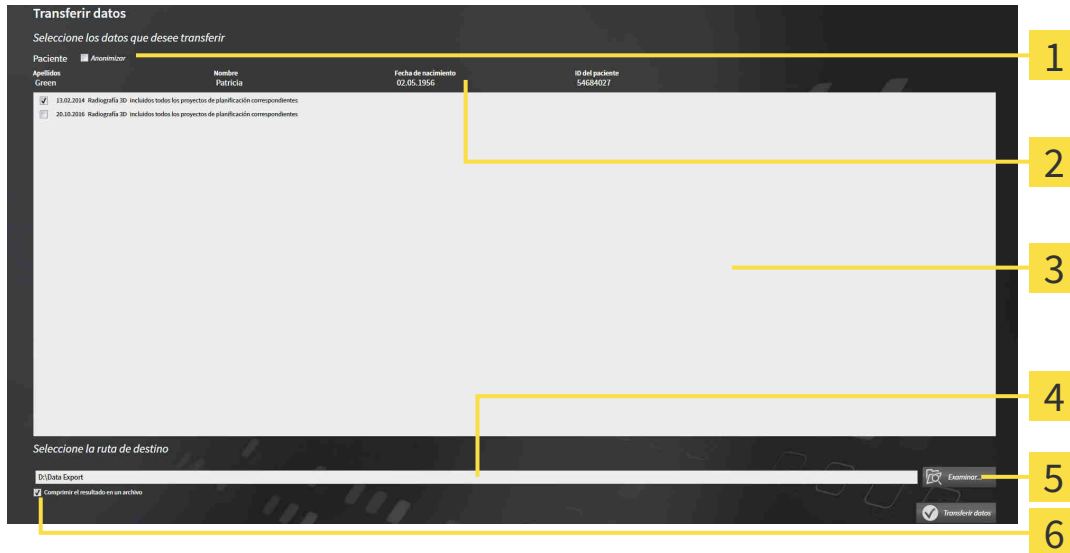 Transferir datos
Seleccione los datos que desee transferir
Paciente Anonimizar
Apellidos Nombre Fecha de nacimiento ID del paciente
Green Patricia 02.05.1956 54684027
13.02.2014 Radiografía 3D incluidos todos los proyectos de planificación correspondientes
20.10.2016 Radiografía 3D incluidos todos los proyectos de planificación correspondientes
Seleccione la ruta de destino
D:\Data Export
Examinar...
Comprimir el resultado en un archivo
Transferir datos
1
2
3
4
5
6